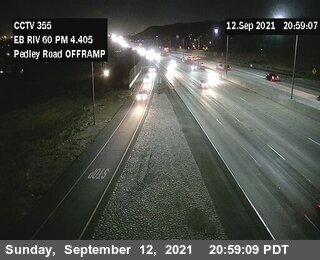 CCTV 355
EB RIV 60 PM 4.405
Pedley Road OFFRAMP
12.Sep 2021 20:59:07
STOP
Sunday, September 12, 2021 20:59:09 PDT